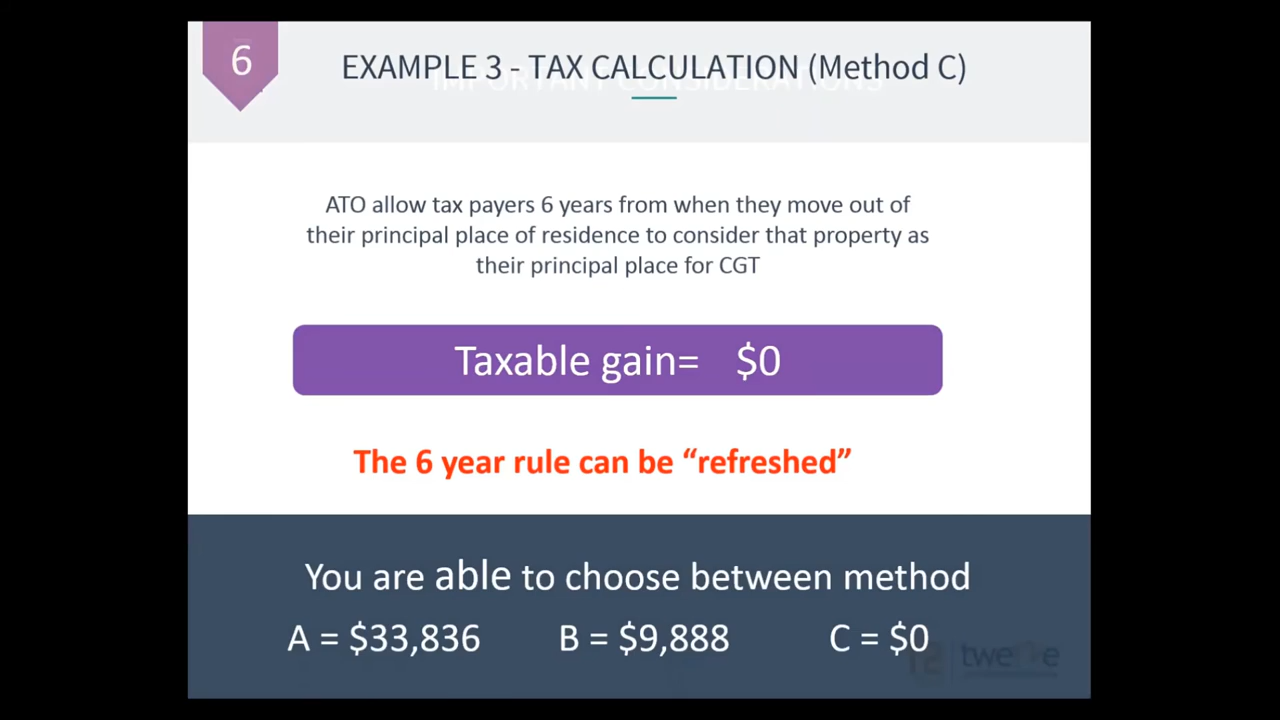 6
EXAMPLE 3 - TAX CALCULATION (Method C)
IMPORTANT CONSIDERATIONS
ATO allow tax payers 6 years from when they move out of
their principal place of residence to consider that property as
their principal place for CGT
Taxable gain= $0
The 6 year rule can be “refreshed”
You are able to choose between method
A = $33,836 B = $9,888 C = $0